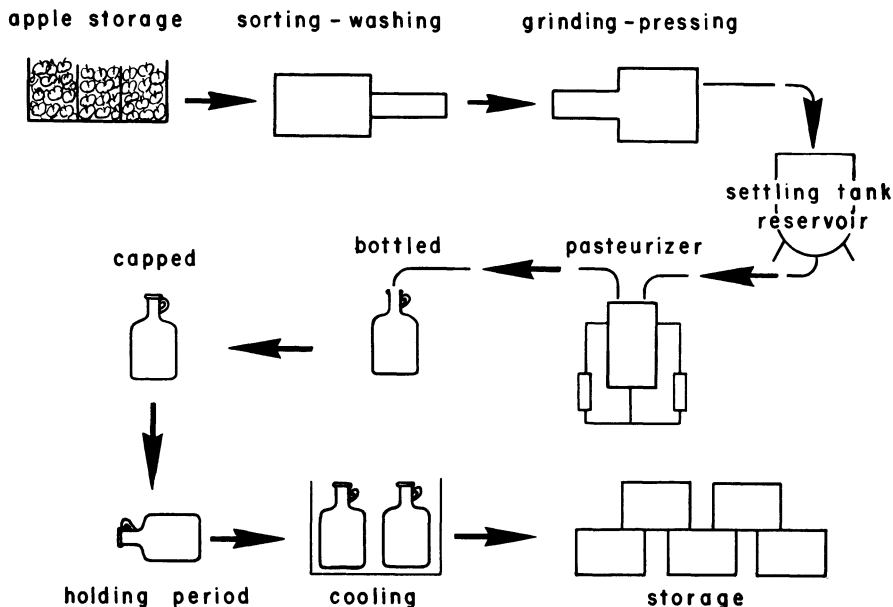 apple storage
sorting - washing
grinding - pressing
settling tank
reservoir
pasteurizer
bottled
capped
holding period
cooling
storage